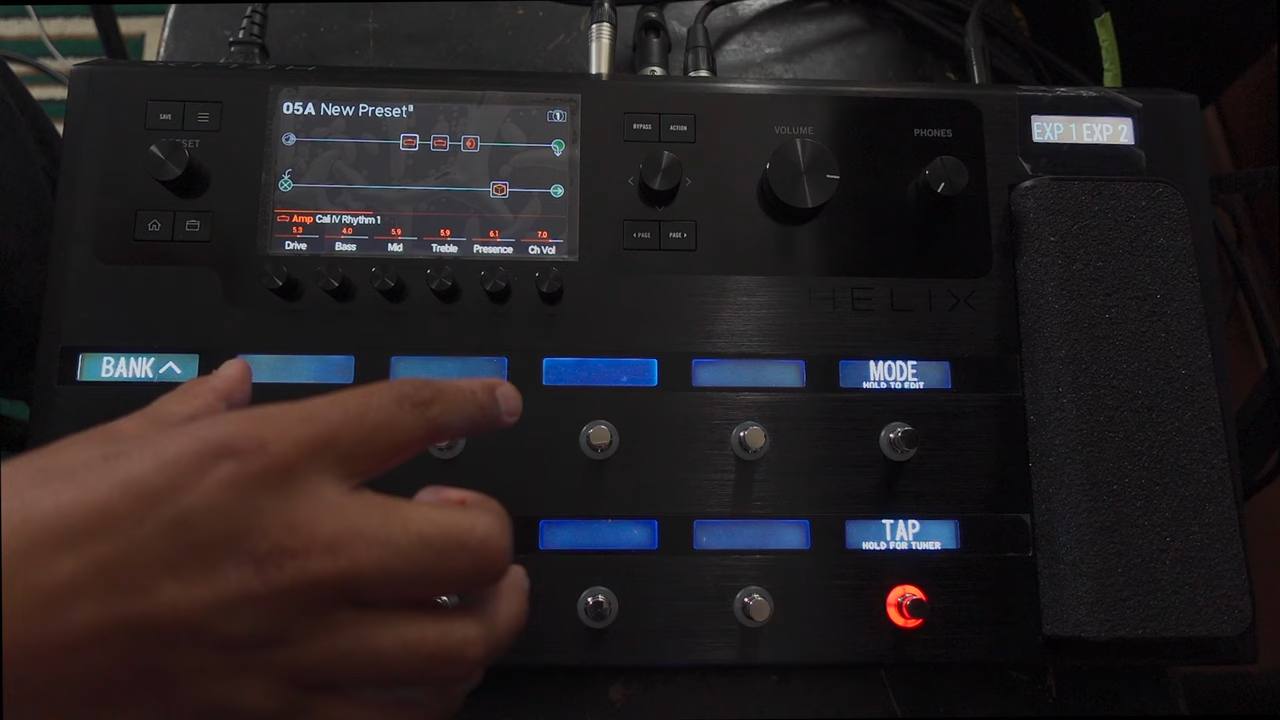 05A New Preset
SAVE
BYPASS
ACTION
VOLUME
PHONES
EXP 1 EXP 2
Amp Cali IV Rhythm 1
5.3 4.0 5.9 5.9 6.1 7.0
Drive Bass Mid Treble Presence Ch Vol
PAGE
PAGE
HELIX
BANK
MODE
HOLD TO EDIT
TAP
HOLD FOR TUNER